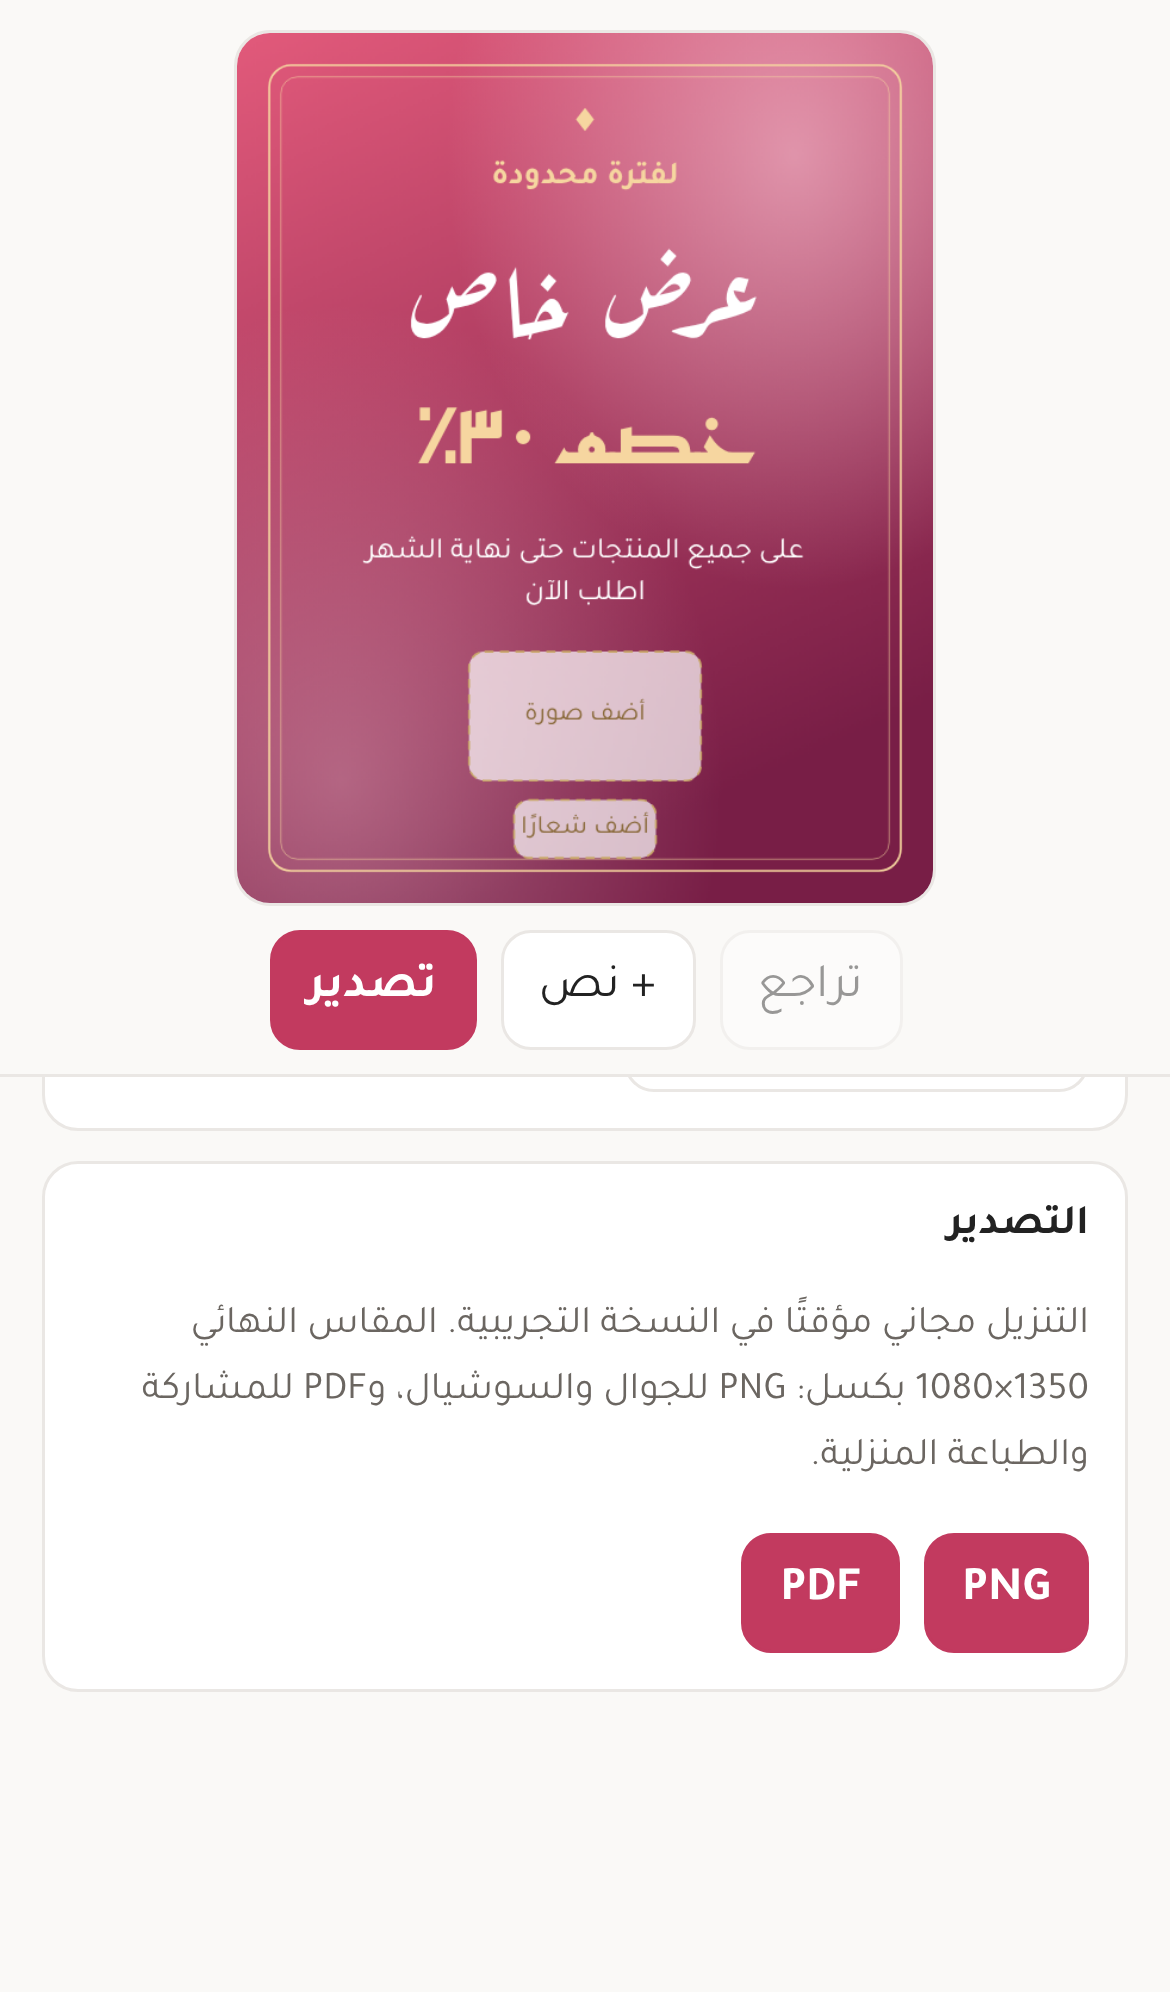 لفترة محدودة
عرض خاص
خصم ٣٠٪
على جميع المنتجات حتى نهاية الشهر
اطلب الآن
أضف صورة
أضف شعارًا
تراجع
+ نص
تصدير
التصدير
التنزيل مجاني مؤقتًا في النسخة التجريبية. المقاس النهائي
1080×1350 بكسل: PNG للجوال والسوشيال، وPDF للمشاركة
والطباعة المنزلية.
PNG
PDF